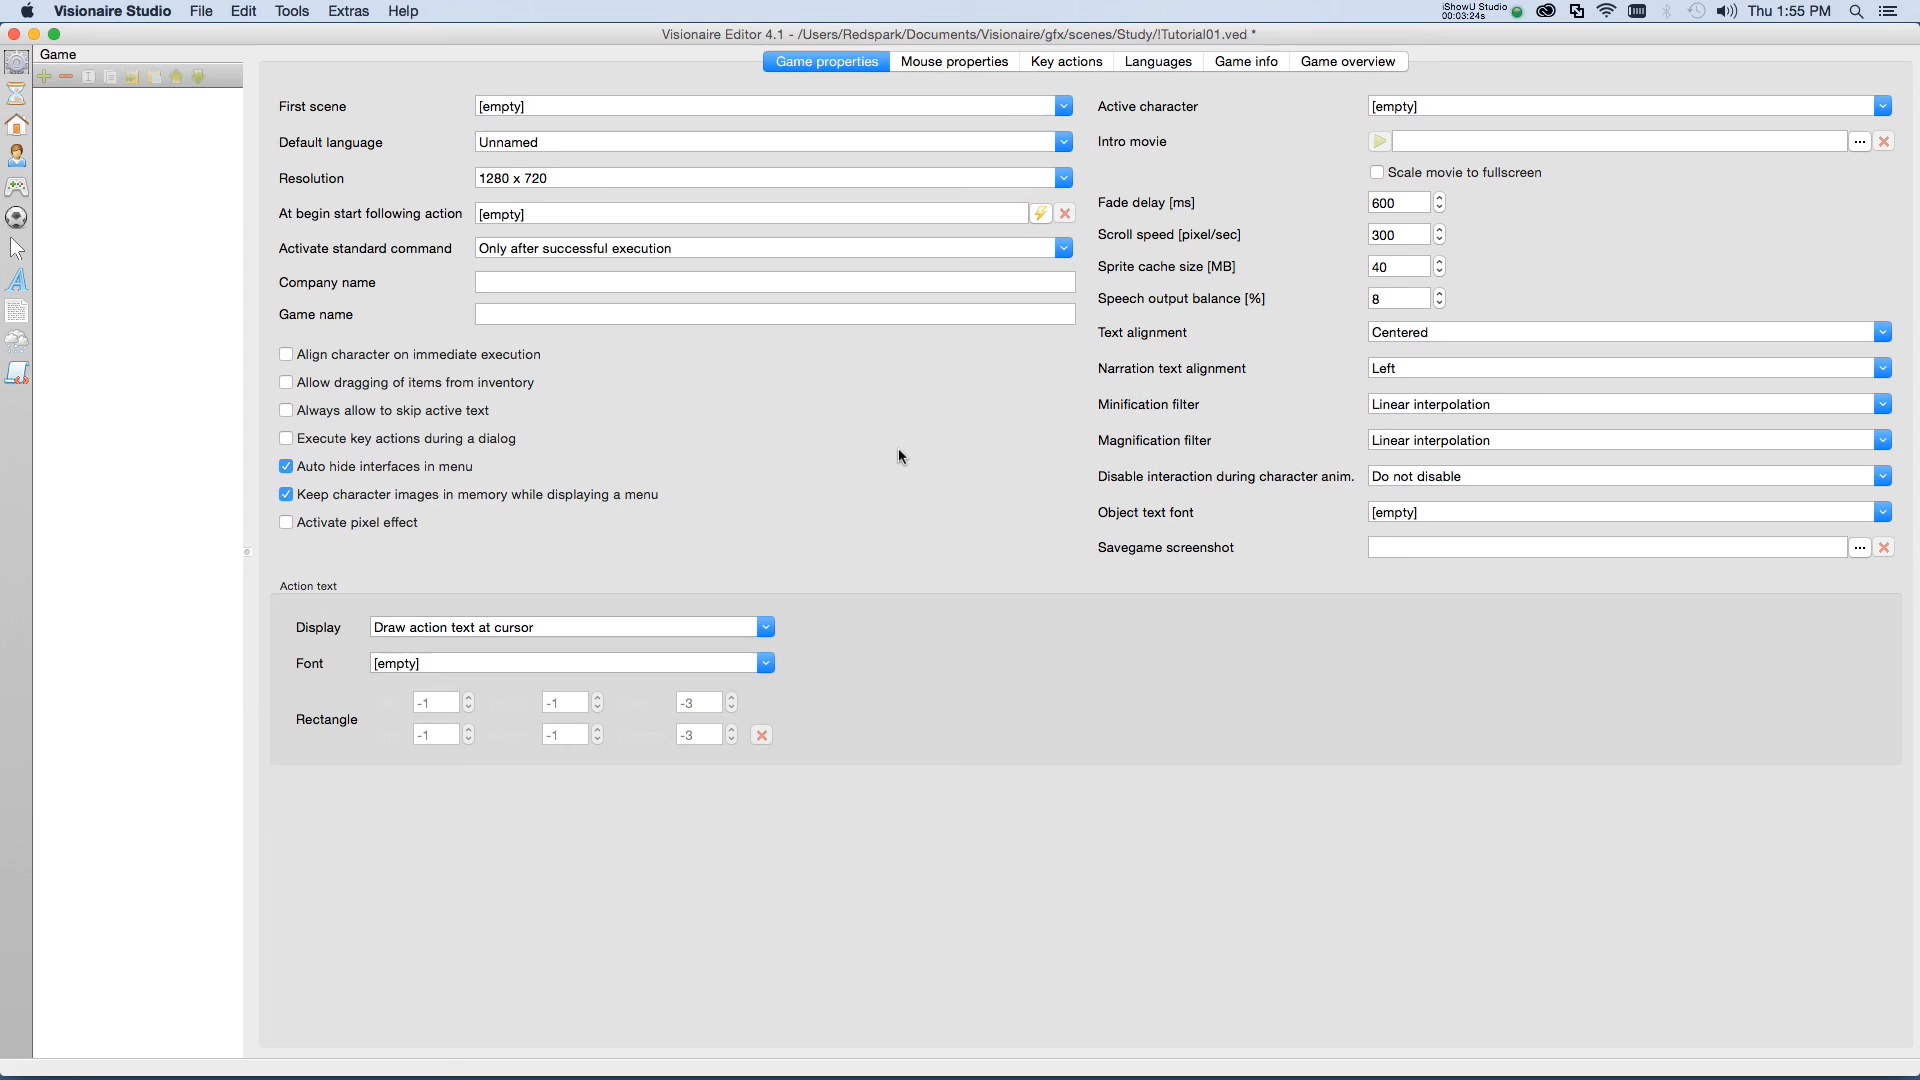 Visionaire Studio File Edit Tools Extras Help
iShowU Studio
00:03:24s
Thu 1:55 PM
Visionaire Editor 4.1 - /Users/Redspark/Documents/Visionaire/gfx/scenes/Study/!Tutorial01.ved *
Game
Game properties Mouse properties Key actions Languages Game info Game overview
First scene [empty]
Default language Unnamed
Resolution 1280 x 720
At begin start following action [empty]
Activate standard command Only after successful execution
Company name
Game name
Align character on immediate execution
Allow dragging of items from inventory
Always allow to skip active text
Execute key actions during a dialog
Auto hide interfaces in menu
Keep character images in memory while displaying a menu
Activate pixel effect
Active character [empty]
Intro movie ...
Scale movie to fullscreen
Fade delay [ms] 600
Scroll speed [pixel/sec] 300
Sprite cache size [MB] 40
Speech output balance [%] 8
Text alignment Centered
Narration text alignment Left
Minification filter Linear interpolation
Magnification filter Linear interpolation
Disable interaction during character anim. Do not disable
Object text font [empty]
Savegame screenshot ...
Action text
Display Draw action text at cursor
Font [empty]
Rectangle
-1 -1 -3
-1 -1 -3